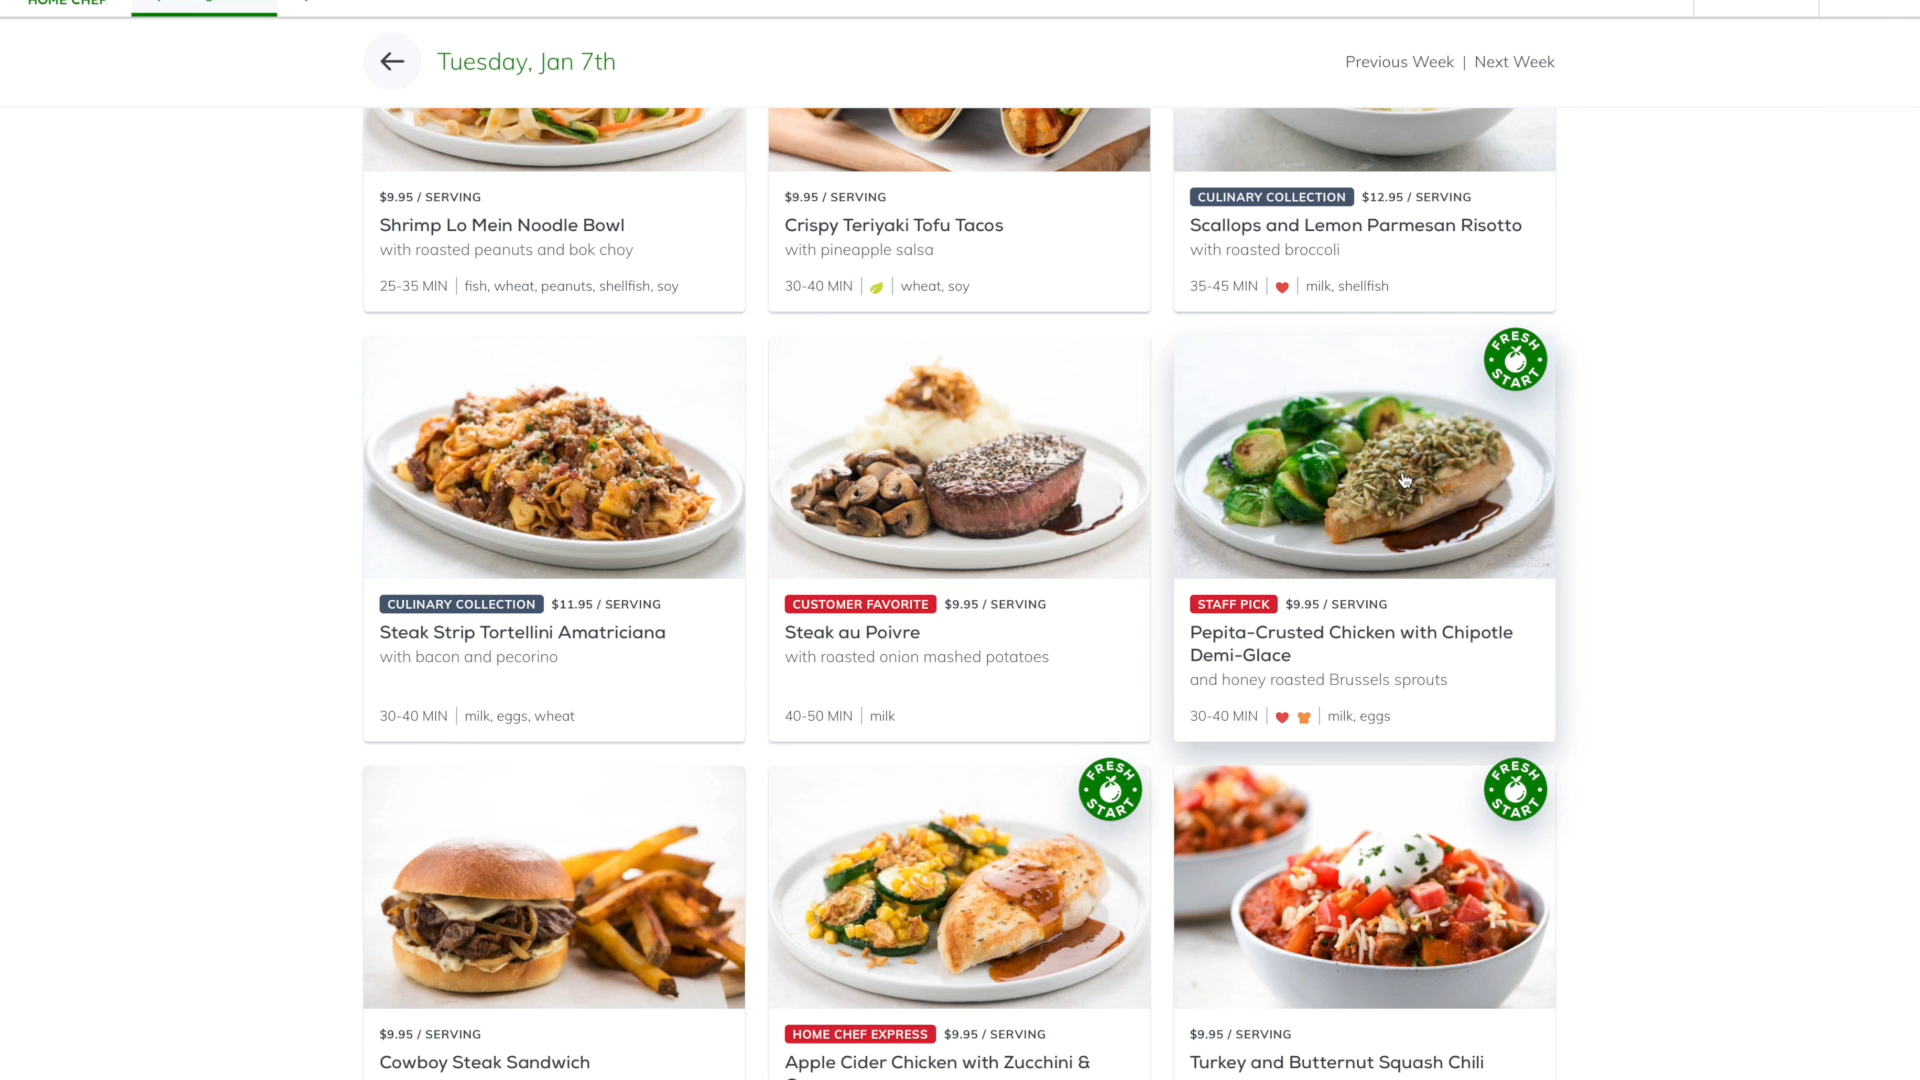 HOME CHEF
Tuesday, Jan 7th
Previous Week | Next Week
$9.95 / SERVING
Shrimp Lo Mein Noodle Bowl
with roasted peanuts and bok choy
25-35 MIN | fish, wheat, peanuts, shellfish, soy
$9.95 / SERVING
Crispy Teriyaki Tofu Tacos
with pineapple salsa
30-40 MIN | | wheat, soy
CULINARY COLLECTION $12.95 / SERVING
Scallops and Lemon Parmesan Risotto
with roasted broccoli
35-45 MIN | | milk, shellfish
CULINARY COLLECTION $11.95 / SERVING
Steak Strip Tortellini Amatriciana
with bacon and pecorino
30-40 MIN | milk, eggs, wheat
CUSTOMER FAVORITE $9.95 / SERVING
Steak au Poivre
with roasted onion mashed potatoes
40-50 MIN | milk
FRESH START
STAFF PICK $9.95 / SERVING
Pepita-Crusted Chicken with Chipotle
Demi-Glace
and honey roasted Brussels sprouts
30-40 MIN | | milk, eggs
$9.95 / SERVING
Cowboy Steak Sandwich
FRESH START
HOME CHEF EXPRESS $9.95 / SERVING
Apple Cider Chicken with Zucchini &
FRESH START
$9.95 / SERVING
Turkey and Butternut Squash Chili